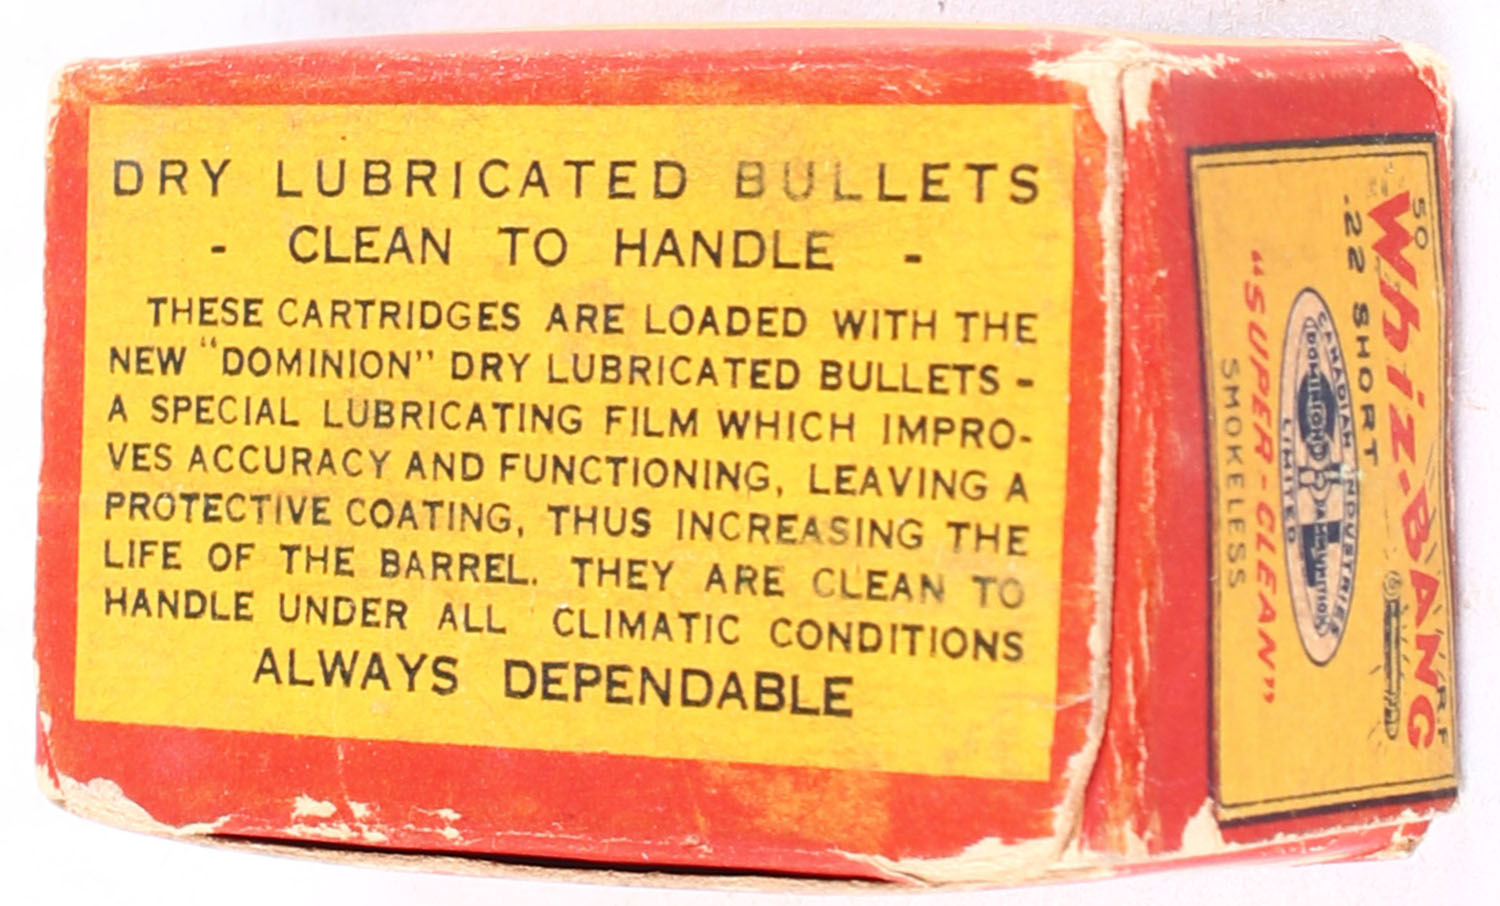 DRY LUBRICATED BULLETS
- CLEAN TO HANDLE -
THESE CARTRIDGES ARE LOADED WITH THE
NEW "DOMINION" DRY LUBRICATED BULLETS -
A SPECIAL LUBRICATING FILM WHICH IMPRO-
VES ACCURACY AND FUNCTIONING, LEAVING A
PROTECTIVE COATING, THUS INCREASING THE
LIFE OF THE BARREL. THEY ARE CLEAN TO
HANDLE UNDER ALL CLIMATIC CONDITIONS
ALWAYS DEPENDABLE
50 R.F
Whiz-BANG
.22 SHORT
CANADIAN INDUSTRIES
DOMINION AMMUNITION
LIMITED
"SUPER-CLEAN"
SMOKELESS